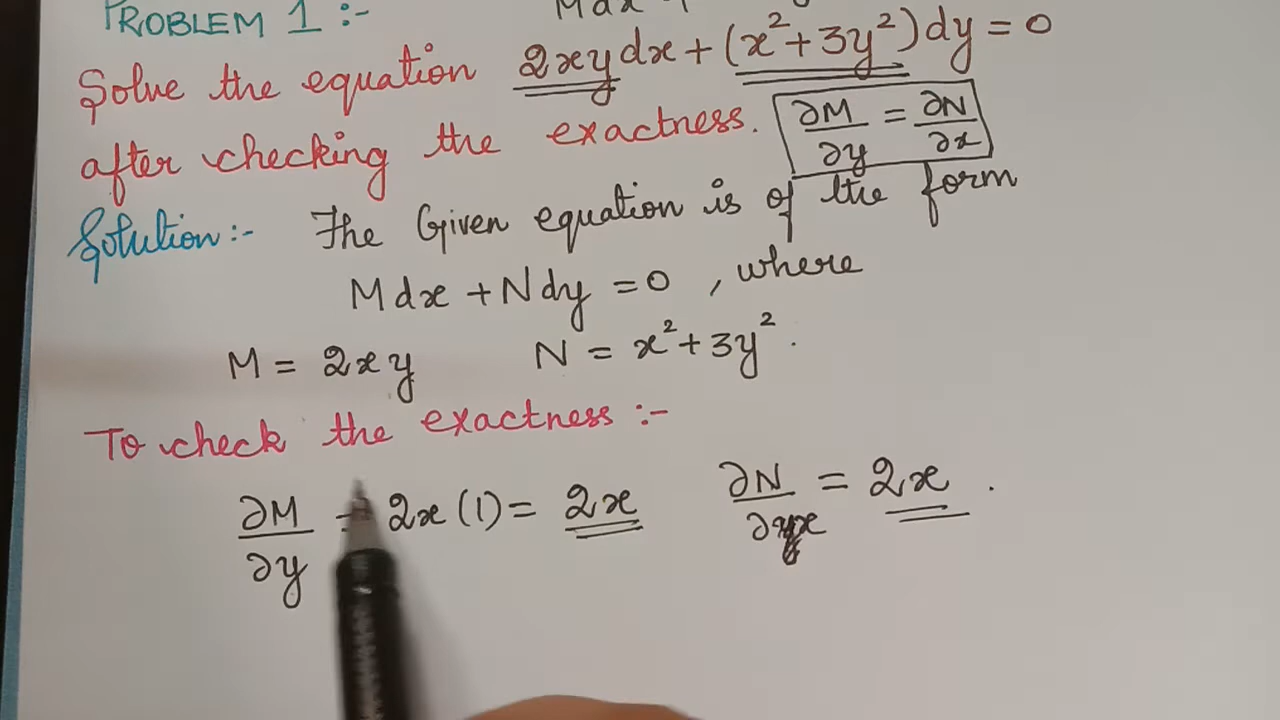 PROBLEM 1 :-
Solve the equation 2xy dx + (x² + 3y²) dy = 0
after checking the exactness. ∂M/∂y = ∂N/∂x
Solution :- The Given equation is of the form
M dx + N dy = 0 , where
M = 2xy N = x² + 3y² .
To check the exactness :-
∂M/∂y = 2x (1) = 2x ∂N/∂x = 2x .